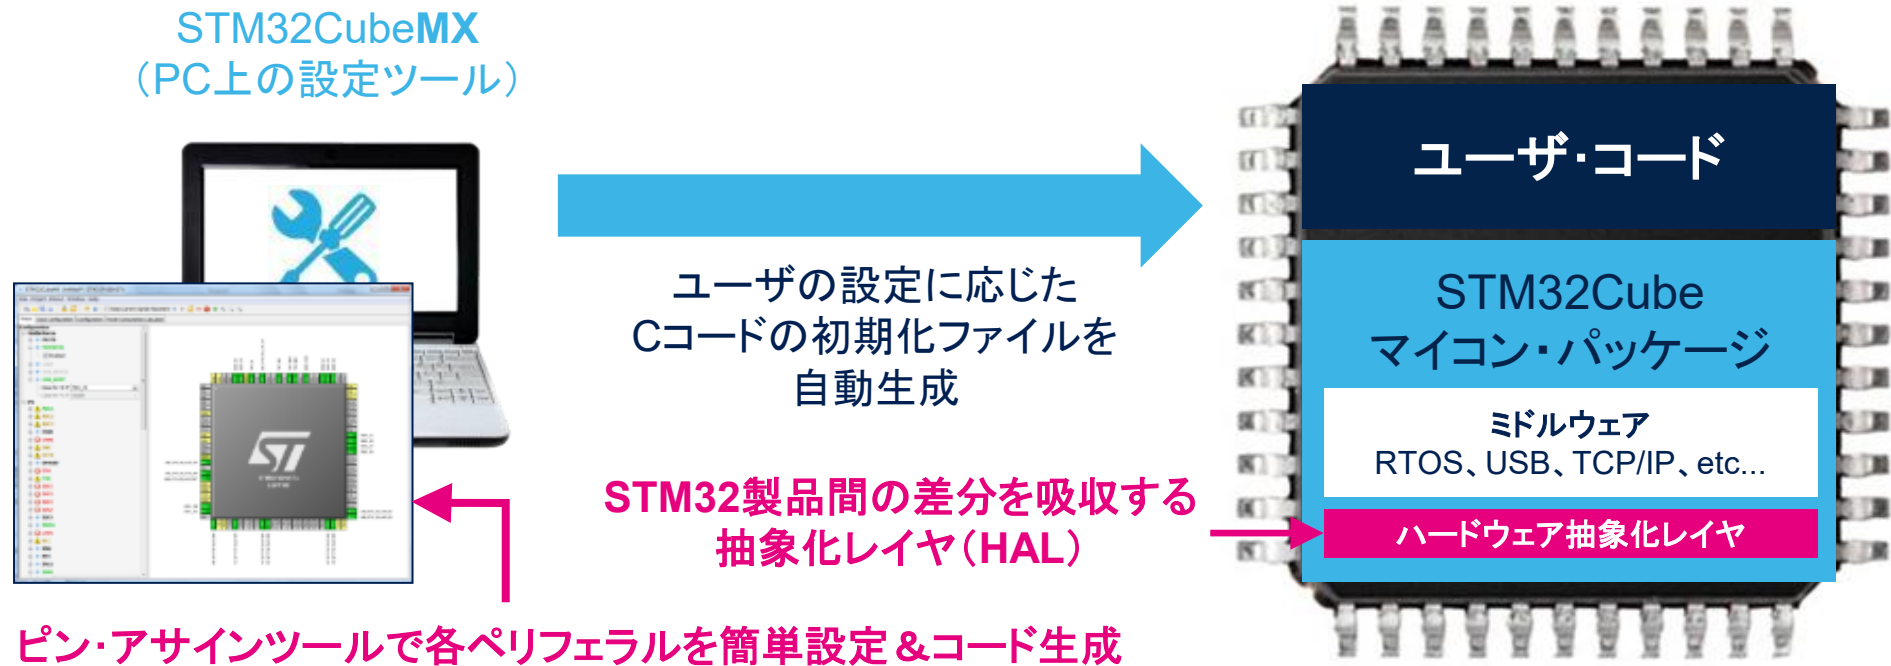 STM32CubeMX
（PC上の設定ツール）
ユーザの設定に応じた
Cコードの初期化ファイルを
自動生成
STM32製品間の差分を吸収する
抽象化レイヤ（HAL）
ピン・アサインツールで各ペリフェラルを簡単設定＆コード生成
ユーザ・コード
STM32Cube
マイコン・パッケージ
ミドルウェア
RTOS、USB、TCP/IP、etc...
ハードウェア抽象化レイヤ